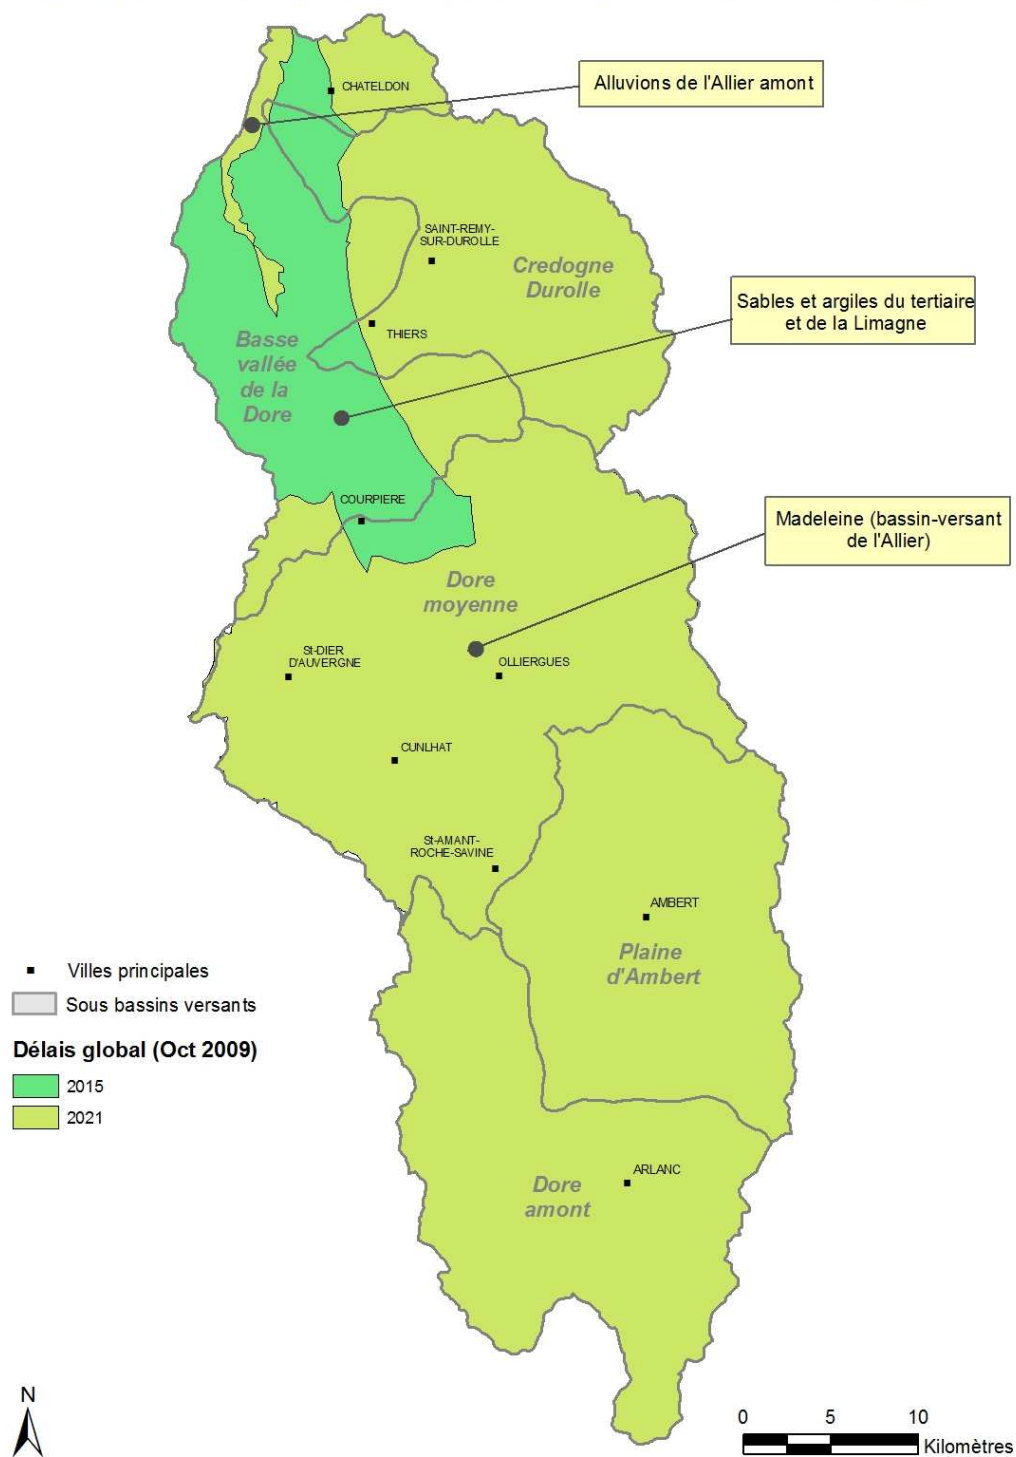 CHATELDON
Alluvions de l'Allier amont
SAINT-REMY-
SUR-DUROLLE
Credogne
Durolle
Sables et argiles du tertiaire
et de la Limagne
THIERS
Basse
vallée
de la
Dore
COURPIERE
Madeleine (bassin-versant
de l'Allier)
Dore
moyenne
St-DIER
D'AUVERGNE
OLLIERGUES
CUNLHAT
St-AMANT-
ROCHE-SAVINE
AMBERT
Plaine
d'Ambert
Villes principales
Sous bassins versants
Délais global (Oct 2009)
2015
2021
ARLANC
Dore
amont
N
0 5 10
Kilomètres